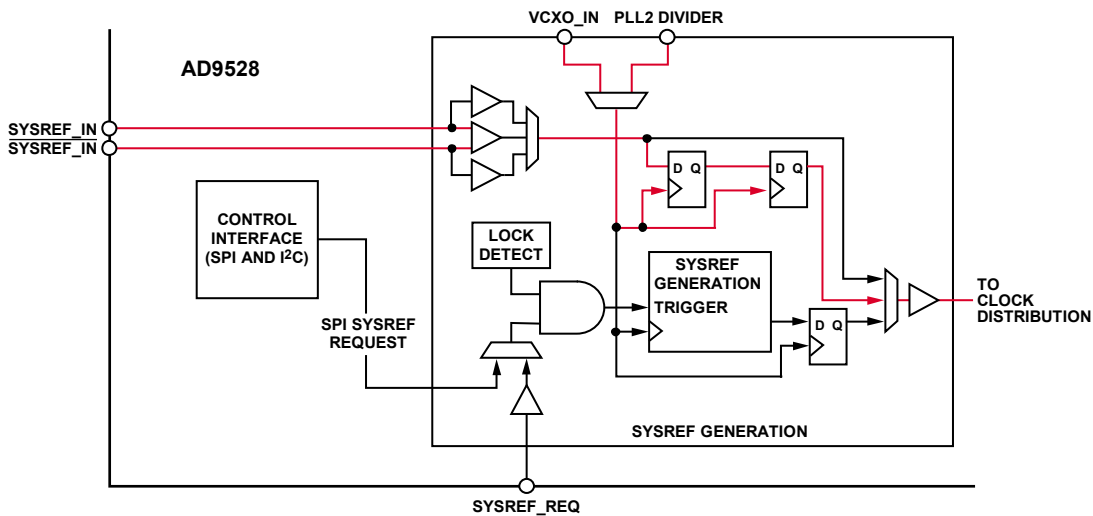 VCXO_IN PLL2 DIVIDER
AD9528
SYSREF_IN
SYSREF_IN
D Q
D Q
CONTROL
INTERFACE
(SPI AND I2C)
LOCK
DETECT
SYSREF
GENERATION
TRIGGER
TO
CLOCK
DISTRIBUTION
SPI SYSREF
REQUEST
D Q
SYSREF GENERATION
SYSREF_REQ